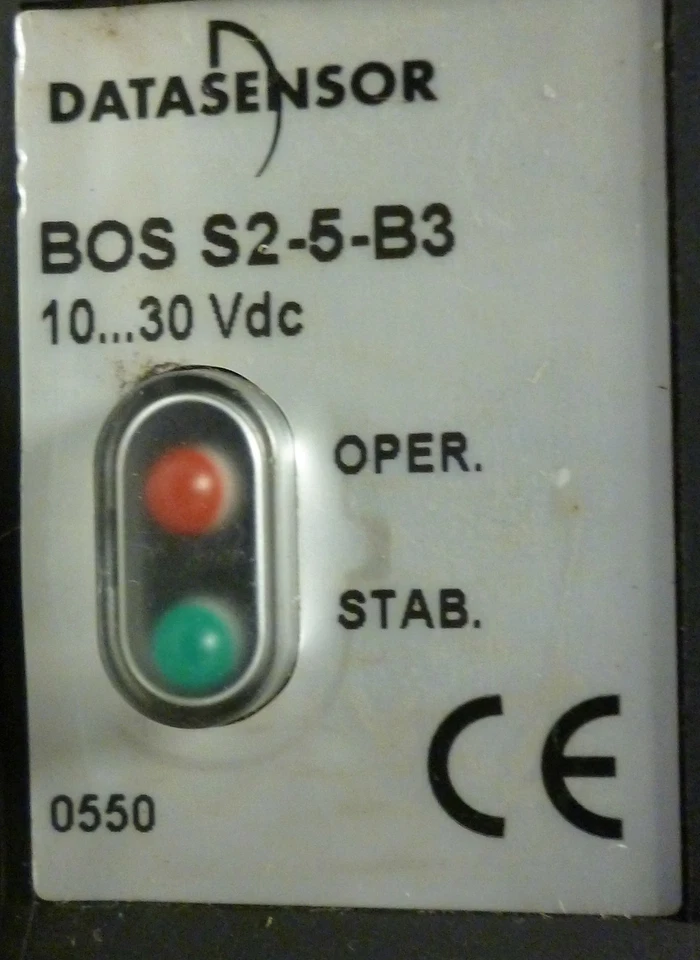 DATASENSOR
BOS S2-5-B3
10...30 Vdc
OPER.
STAB.
CE
0550